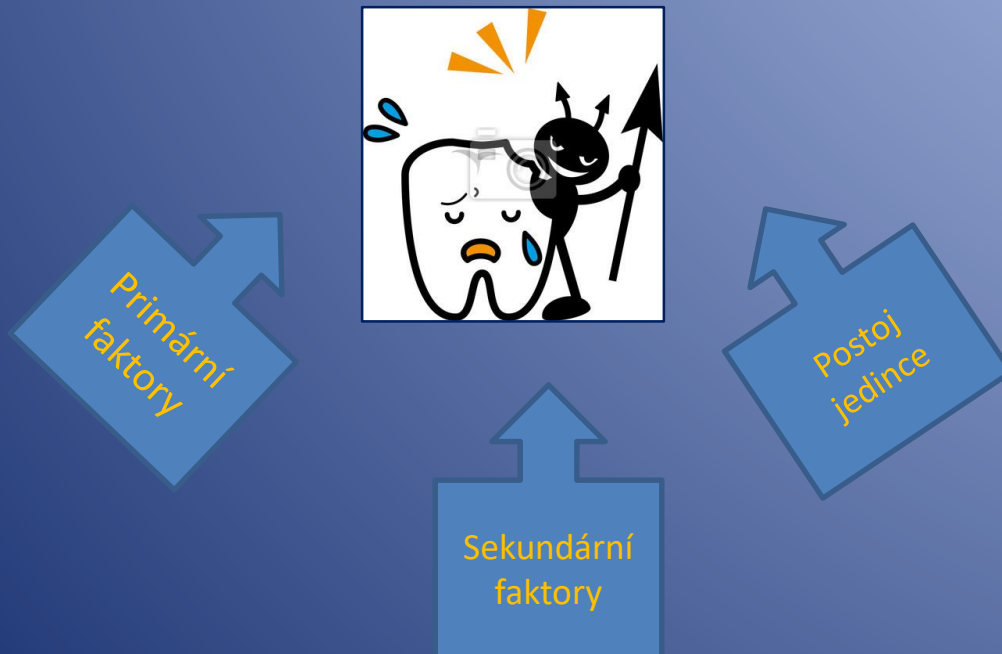 Primární
faktory
Postoj
jedince
Sekundární
faktory